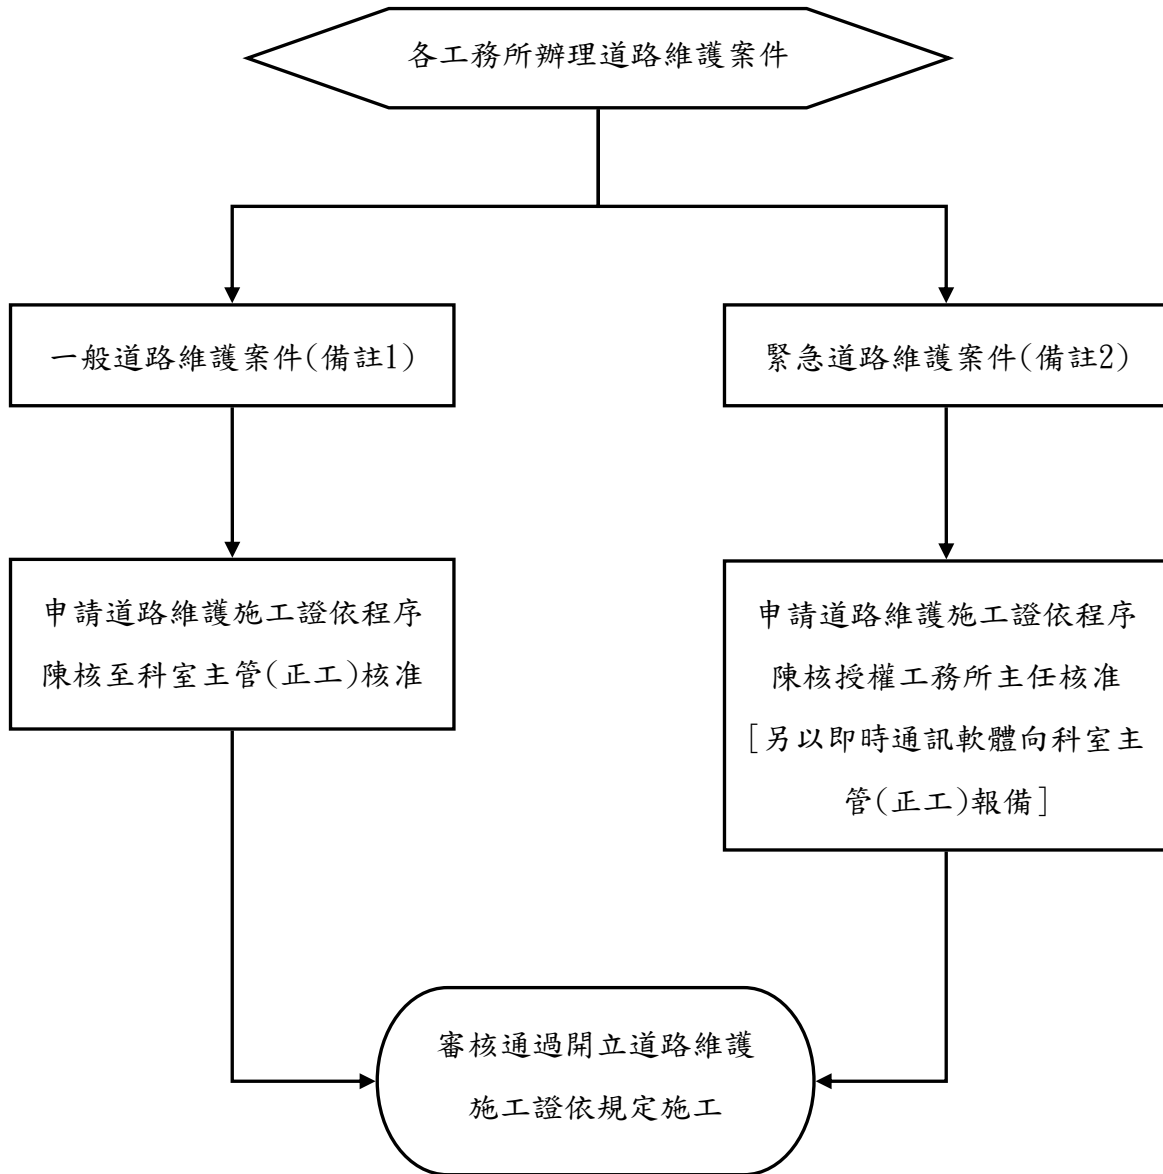 各工務所辦理道路維護案件
一般道路維護案件(備註1)
緊急道路維護案件(備註2)
申請道路維護施工證依程序
陳核至科室主管(正工)核准
申請道路維護施工證依程序
陳核授權工務所主任核准
[另以即時通訊軟體向科室主
管(正工)報備]
審核通過開立道路維護
施工證依規定施工